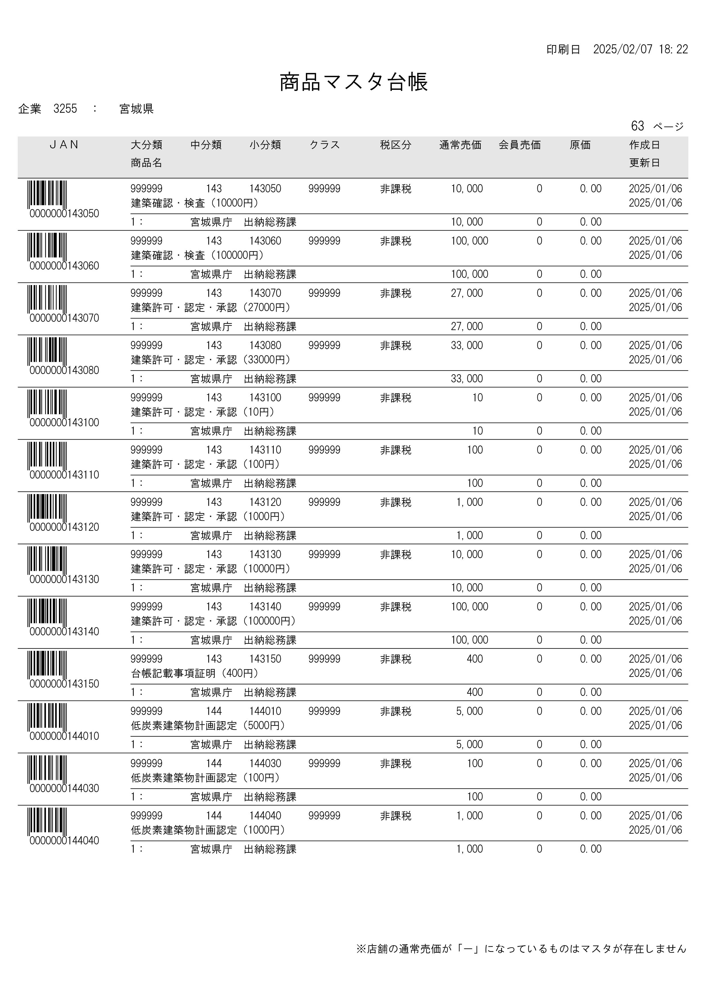 印刷日 2025/02/07 18:22
商品マスタ台帳
企業 3255 : 宮城県
63 ページ
ＪＡＮ 大分類 中分類 小分類 クラス 税区分 通常売価 会員売価 原価 作成日
商品名 更新日
999999 143 143050 999999 非課税 10,000 0 0.00 2025/01/06
建築確認・検査（10000円） 2025/01/06
0000000143050
1： 宮城県庁 出納総務課 10,000 0 0.00
999999 143 143060 999999 非課税 100,000 0 0.00 2025/01/06
建築確認・検査（100000円） 2025/01/06
0000000143060
1： 宮城県庁 出納総務課 100,000 0 0.00
999999 143 143070 999999 非課税 27,000 0 0.00 2025/01/06
建築許可・認定・承認（27000円） 2025/01/06
0000000143070
1： 宮城県庁 出納総務課 27,000 0 0.00
999999 143 143080 999999 非課税 33,000 0 0.00 2025/01/06
建築許可・認定・承認（33000円） 2025/01/06
0000000143080
1： 宮城県庁 出納総務課 33,000 0 0.00
999999 143 143100 999999 非課税 10 0 0.00 2025/01/06
建築許可・認定・承認（10円） 2025/01/06
0000000143100
1： 宮城県庁 出納総務課 10 0 0.00
999999 143 143110 999999 非課税 100 0 0.00 2025/01/06
建築許可・認定・承認（100円） 2025/01/06
0000000143110
1： 宮城県庁 出納総務課 100 0 0.00
999999 143 143120 999999 非課税 1,000 0 0.00 2025/01/06
建築許可・認定・承認（1000円） 2025/01/06
0000000143120
1： 宮城県庁 出納総務課 1,000 0 0.00
999999 143 143130 999999 非課税 10,000 0 0.00 2025/01/06
建築許可・認定・承認（10000円） 2025/01/06
0000000143130
1： 宮城県庁 出納総務課 10,000 0 0.00
999999 143 143140 999999 非課税 100,000 0 0.00 2025/01/06
建築許可・認定・承認（100000円） 2025/01/06
0000000143140
1： 宮城県庁 出納総務課 100,000 0 0.00
999999 143 143150 999999 非課税 400 0 0.00 2025/01/06
台帳記載事項証明（400円） 2025/01/06
0000000143150
1： 宮城県庁 出納総務課 400 0 0.00
999999 144 144010 999999 非課税 5,000 0 0.00 2025/01/06
低炭素建築物計画認定（5000円） 2025/01/06
0000000144010
1： 宮城県庁 出納総務課 5,000 0 0.00
999999 144 144030 999999 非課税 100 0 0.00 2025/01/06
低炭素建築物計画認定（100円） 2025/01/06
0000000144030
1： 宮城県庁 出納総務課 100 0 0.00
999999 144 144040 999999 非課税 1,000 0 0.00 2025/01/06
低炭素建築物計画認定（1000円） 2025/01/06
0000000144040
1： 宮城県庁 出納総務課 1,000 0 0.00
※店舗の通常売価が「－」になっているものはマスタが存在しません